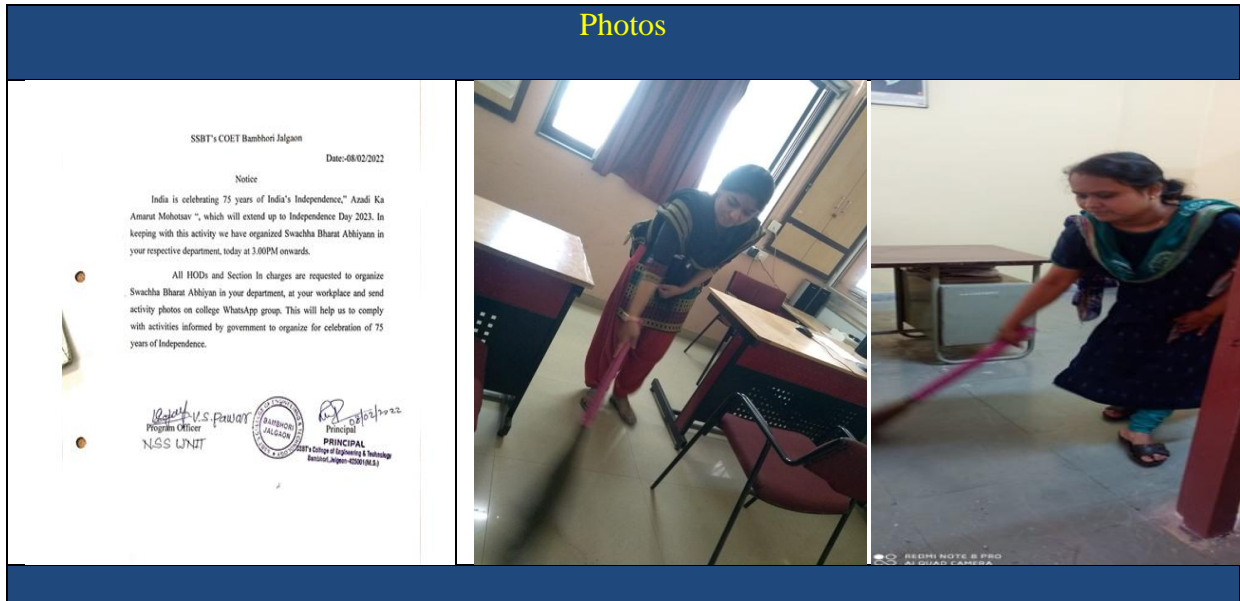 Photos
SSBT's COET Bambhori Jalgaon
Date:-08/02/2022
Notice
India is celebrating 75 years of India's Independence," Azadi Ka
Amarut Mohotsav “, which will extend up to Independence Day 2023. In
keeping with this activity we have organized Swachha Bharat Abhiyann in
your respective department, today at 3.00PM onwards.
All HODs and Section In charges are requested to organize
Swachha Bharat Abhiyan in your department, at your workplace and send
activity photos on college WhatsApp group. This will help us to comply
with activities informed by government to organize for celebration of 75
years of Independence.
V.S. Pawar
Program Officer
NSS UNIT
BAMBHORI
JALGAON
08/02/2022
Principal
PRINCIPAL
SSBT's College of Engineering & Technology
Bambhori, Jalgaon-425001 (M.S.)
REDMI NOTE 8 PRO
AI QUAD CAMERA